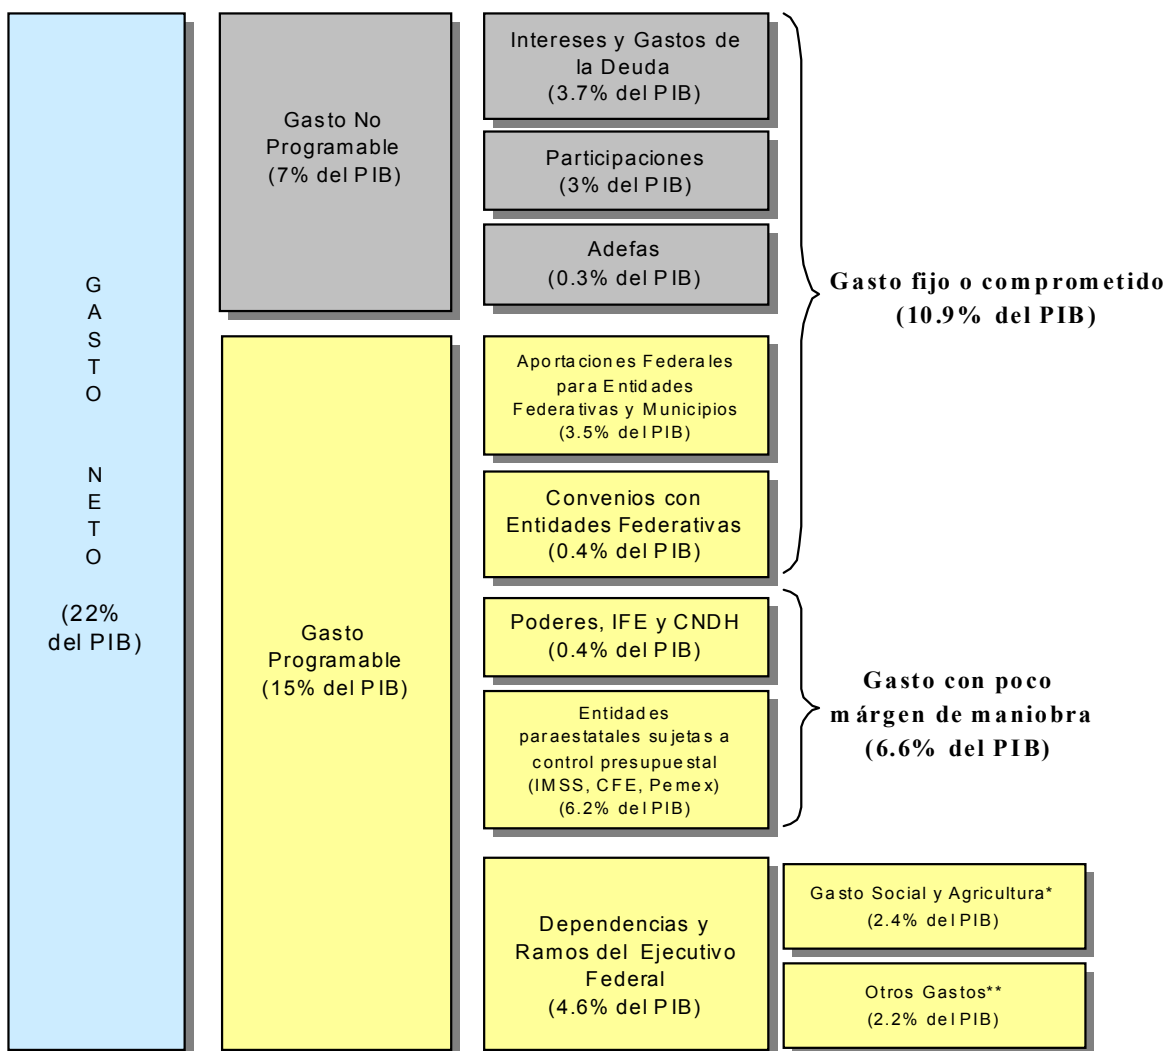 GASTO
NETO
(22%
del PIB)
Gasto No
Programable
(7% del PIB)
Intereses y Gastos de
la Deuda
(3.7% del PIB)
Participaciones
(3% del PIB)
Adefas
(0.3% del PIB)
Gasto fijo o comprometido
(10.9% del PIB)
Gasto
Programable
(15% del PIB)
Aportaciones Federales
para Entidades
Federativas y Municipios
(3.5% del PIB)
Convenios con
Entidades Federativas
(0.4% del PIB)
Poderes, IFE y CNDH
(0.4% del PIB)
Entidades
paraestatales sujetas a
control presupuestal
(IMSS, CFE, Pemex)
(6.2% del PIB)
Gasto con poco
márgen de maniobra
(6.6% del PIB)
Dependencias y
Ramos del Ejecutivo
Federal
(4.6% del PIB)
Gasto Social y Agricultura*
(2.4% del PIB)
Otros Gastos**
(2.2% del PIB)